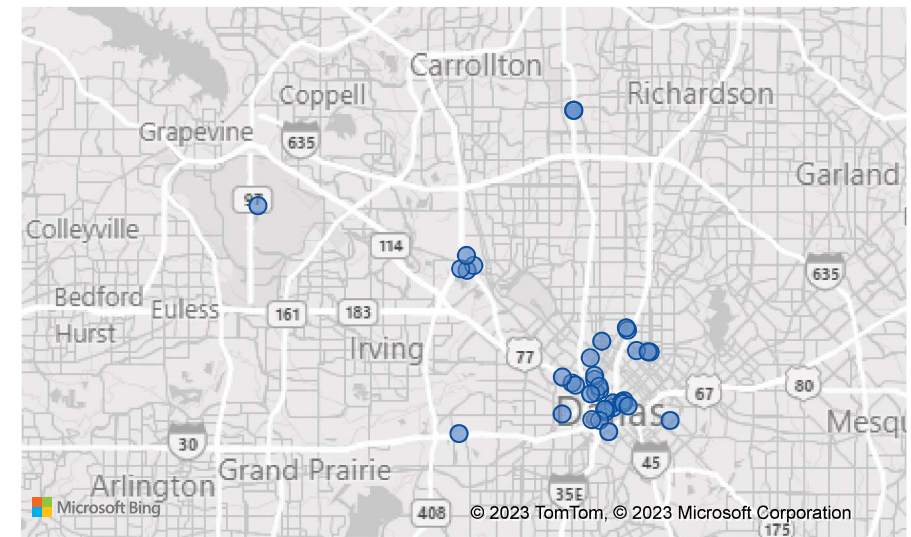 Carrollton
Coppell
Richardson
Grapevine
635
Garland
97
Colleyville
114
635
Bedford
Euless
161
183
Hurst
Irving
77
67
80
Dallas
Mesqu
30
45
Grand Prairie
Arlington
35E
Microsoft Bing
408
© 2023 TomTom, © 2023 Microsoft Corporation
175